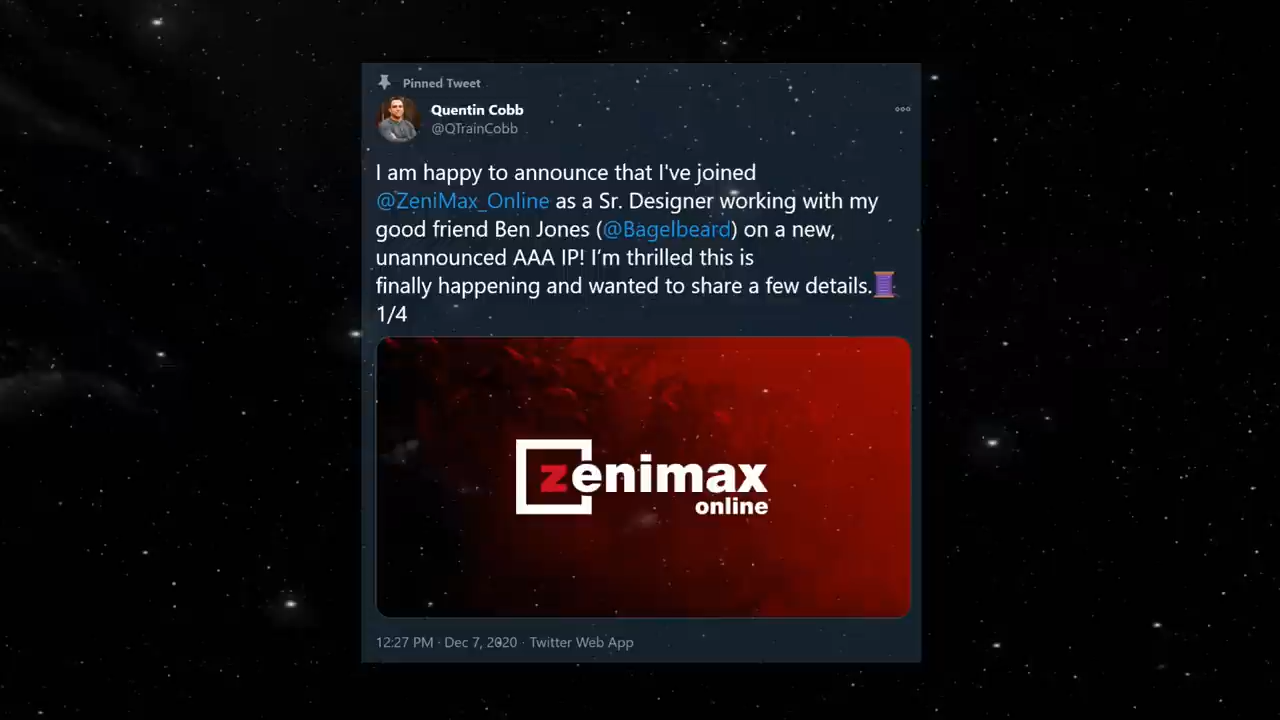 Pinned Tweet
Quentin Cobb
@QTrainCobb
I am happy to announce that I've joined
@ZeniMax_Online as a Sr. Designer working with my
good friend Ben Jones (@Bagelbeard) on a new,
unannounced AAA IP! I’m thrilled this is
finally happening and wanted to share a few details.🧵
1/4
zenimax
online
12:27 PM · Dec 7, 2020 · Twitter Web App